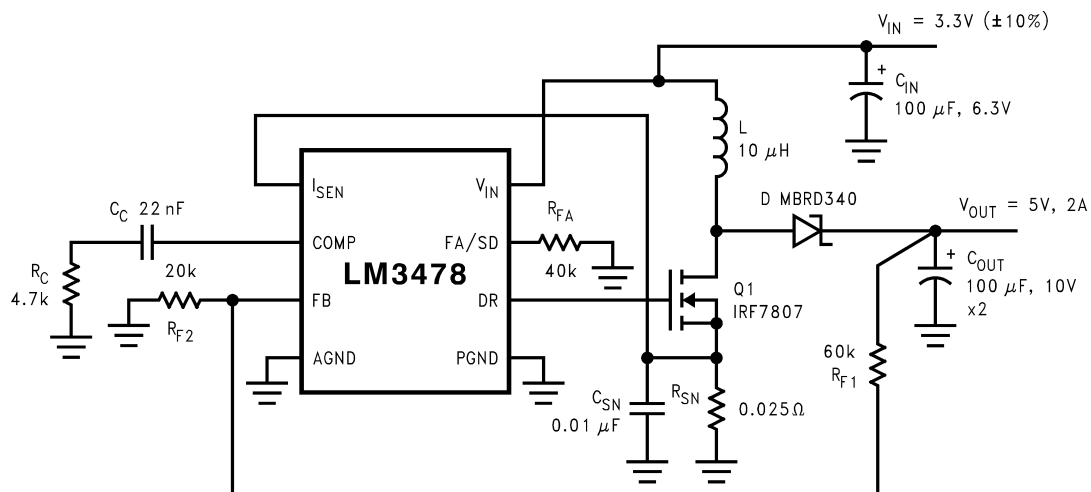 V_IN = 3.3V (±10%)
+
C_IN
100 μF, 6.3V
L
10 μH
I_SEN
V_IN
C_C 22 nF
R_FA
D MBRD340
V_OUT = 5V, 2A
COMP
FA/SD
+
C_OUT
100 μF, 10V
x2
R_C
4.7k
20k
LM3478
40k
Q1
IRF7807
FB
DR
R_F2
60k
R_F1
AGND
PGND
C_SN
0.01 μF
R_SN
0.025Ω